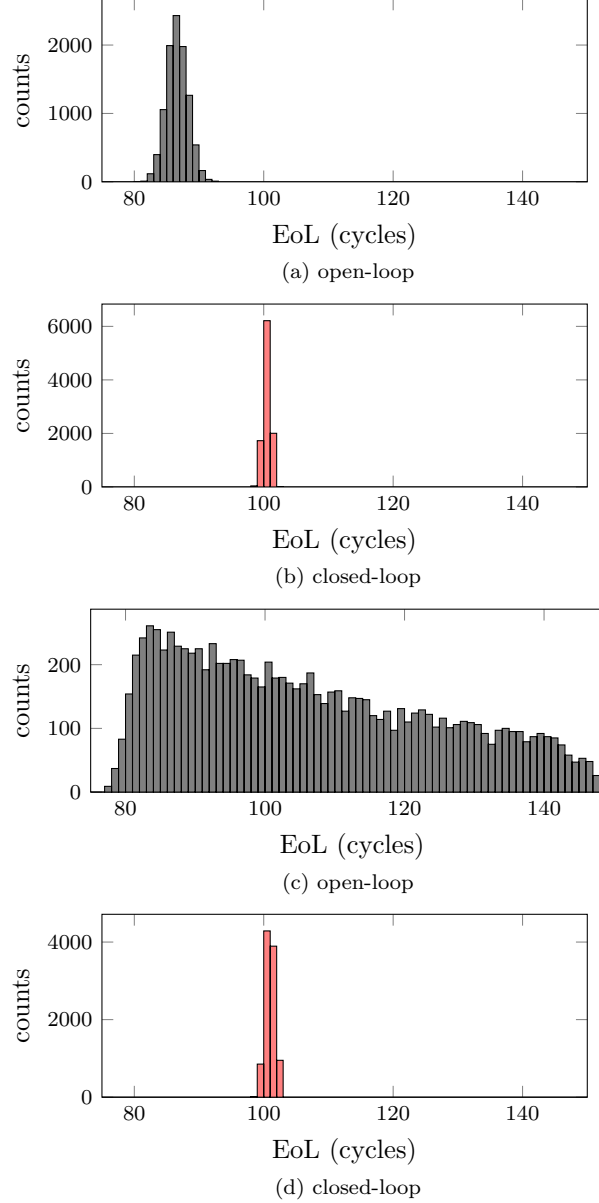 2000
counts
1000
0
80 100 120 140
EoL (cycles)
(a) open-loop
6000
counts
4000
2000
0
80 100 120 140
EoL (cycles)
(b) closed-loop
200
counts
100
0
80 100 120 140
EoL (cycles)
(c) open-loop
4000
counts
2000
0
80 100 120 140
EoL (cycles)
(d) closed-loop